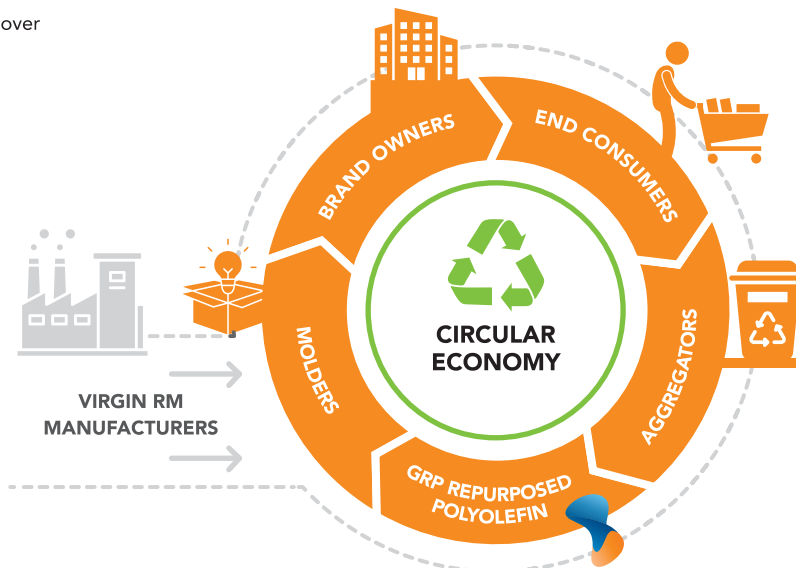 over
BRAND OWNERS
END CONSUMERS
CIRCULAR
ECONOMY
MOLDERS
AGGREGATORS
VIRGIN RM
MANUFACTURERS
GRP REPURPOSED
POLYOLEFIN